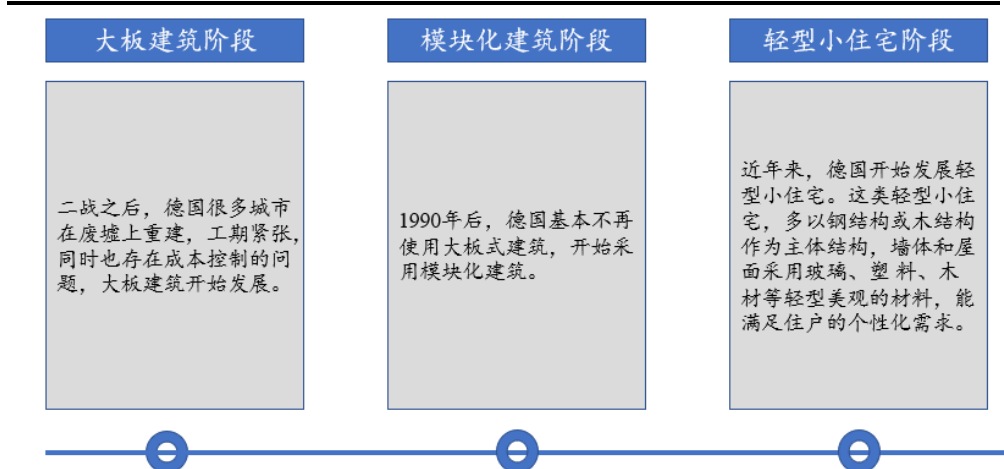 大板建筑阶段
模块化建筑阶段
轻型小住宅阶段
二战之后，德国很多城市
在废墟上重建，工期紧张，
同时也存在成本控制的问
题，大板建筑开始发展。
1990年后，德国基本不再
使用大板式建筑，开始采
用模块化建筑。
近年来，德国开始发展轻
型小住宅。这类轻型小住
宅，多以钢结构或木结构
作为主体结构，墙体和屋
面采用玻璃、塑 料、木
材等轻型美观的材料，能
满足住户的个性化需求。